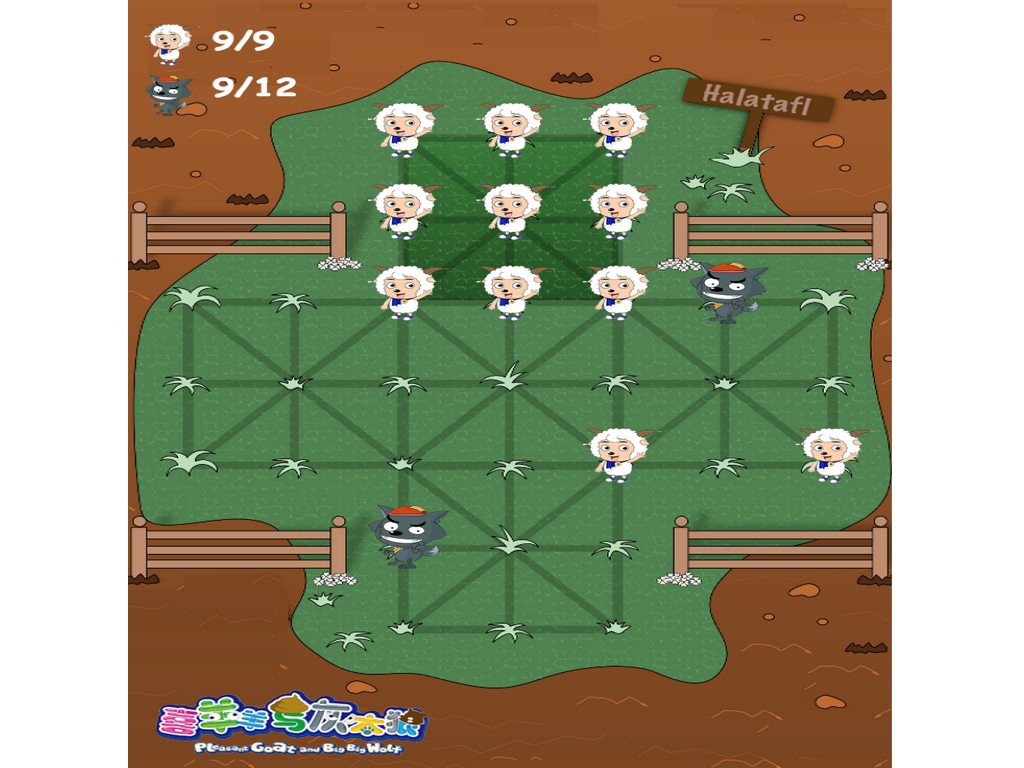 9/9
9/12
Halatafl
喜羊羊与灰太狼
Pleasant Goat and Big Big Wolf